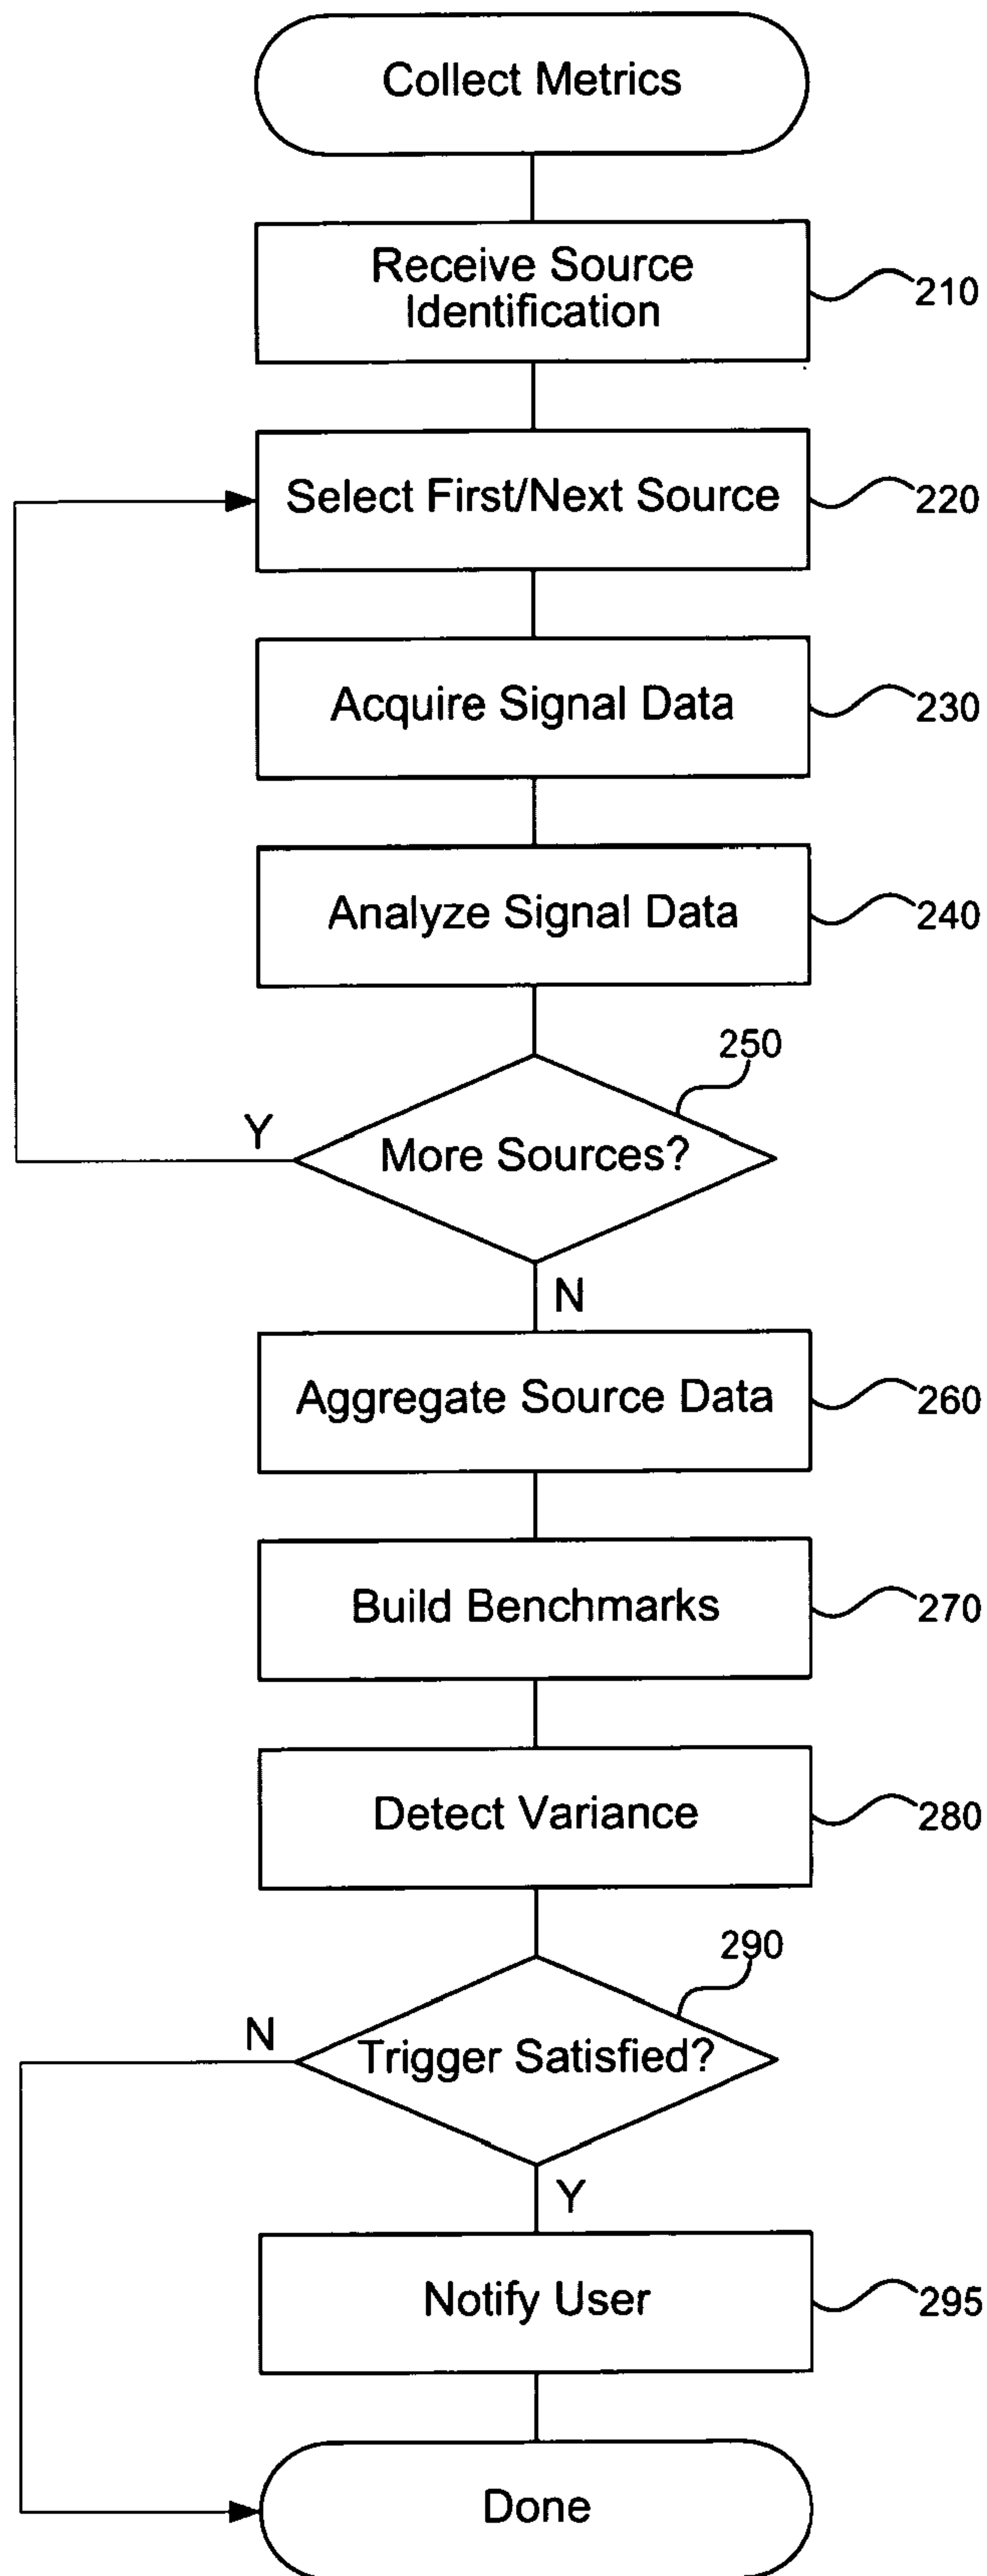 Collect Metrics
Receive Source
Identification
210
Select First/Next Source
220
Acquire Signal Data
230
Analyze Signal Data
240
250
Y
More Sources?
N
Aggregate Source Data
260
Build Benchmarks
270
Detect Variance
280
290
N
Trigger Satisfied?
Y
Notify User
295
Done